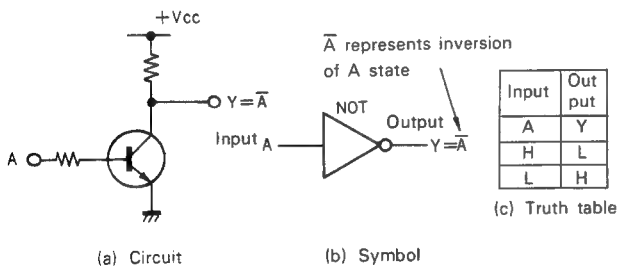 +Vcc
Y=A̅
A
(a) Circuit
A̅ represents inversion
of A state
NOT
Input A
Output
Y=A̅
(b) Symbol
Input
Out
put
A
Y
H
L
L
H
(c) Truth table